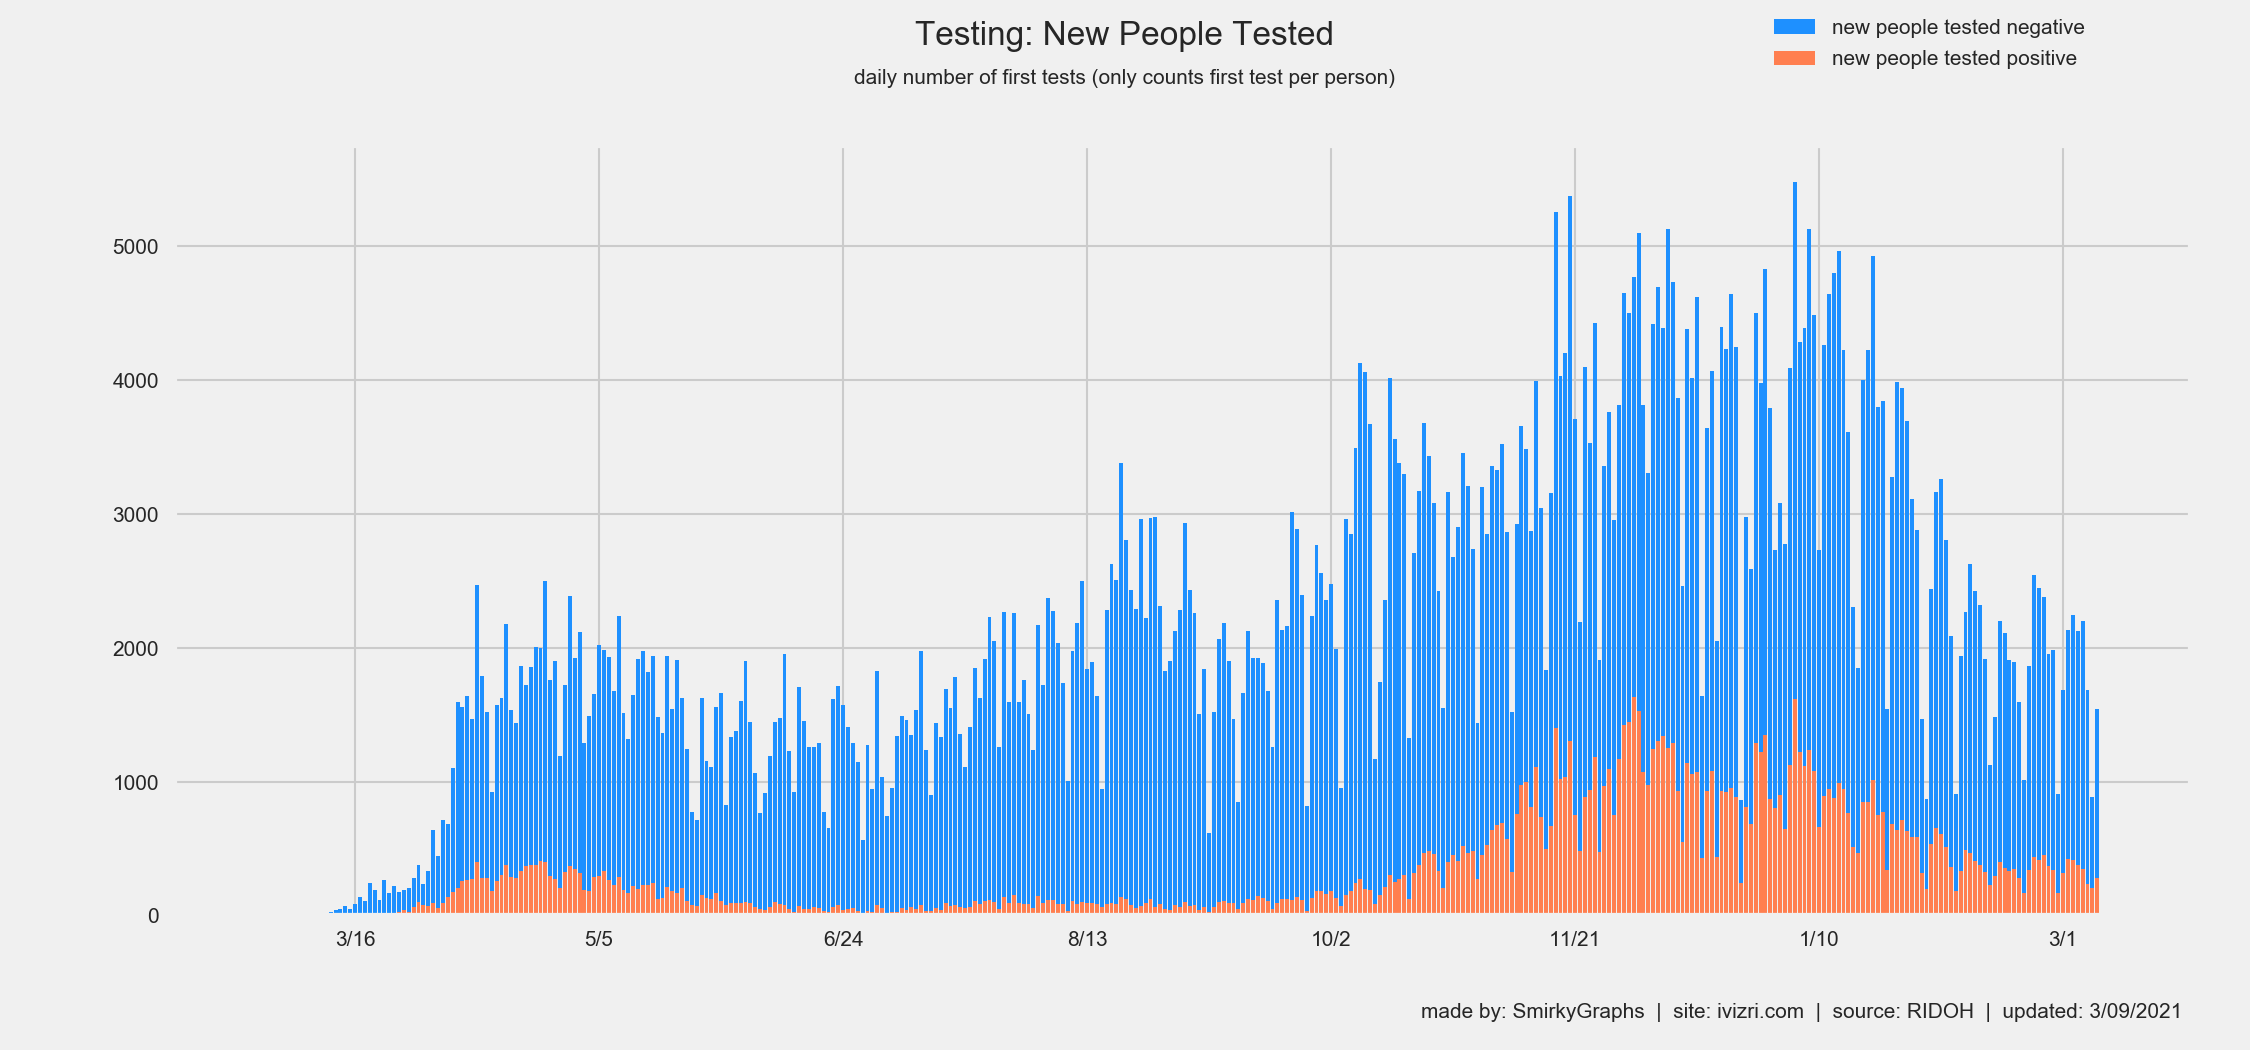 Testing: New People Tested
daily number of first tests (only counts first test per person)
new people tested negative
new people tested positive
5000
4000
3000
2000
1000
0
3/16 5/5 6/24 8/13 10/2 11/21 1/10 3/1
made by: SmirkyGraphs | site: ivizri.com | source: RIDOH | updated: 3/09/2021